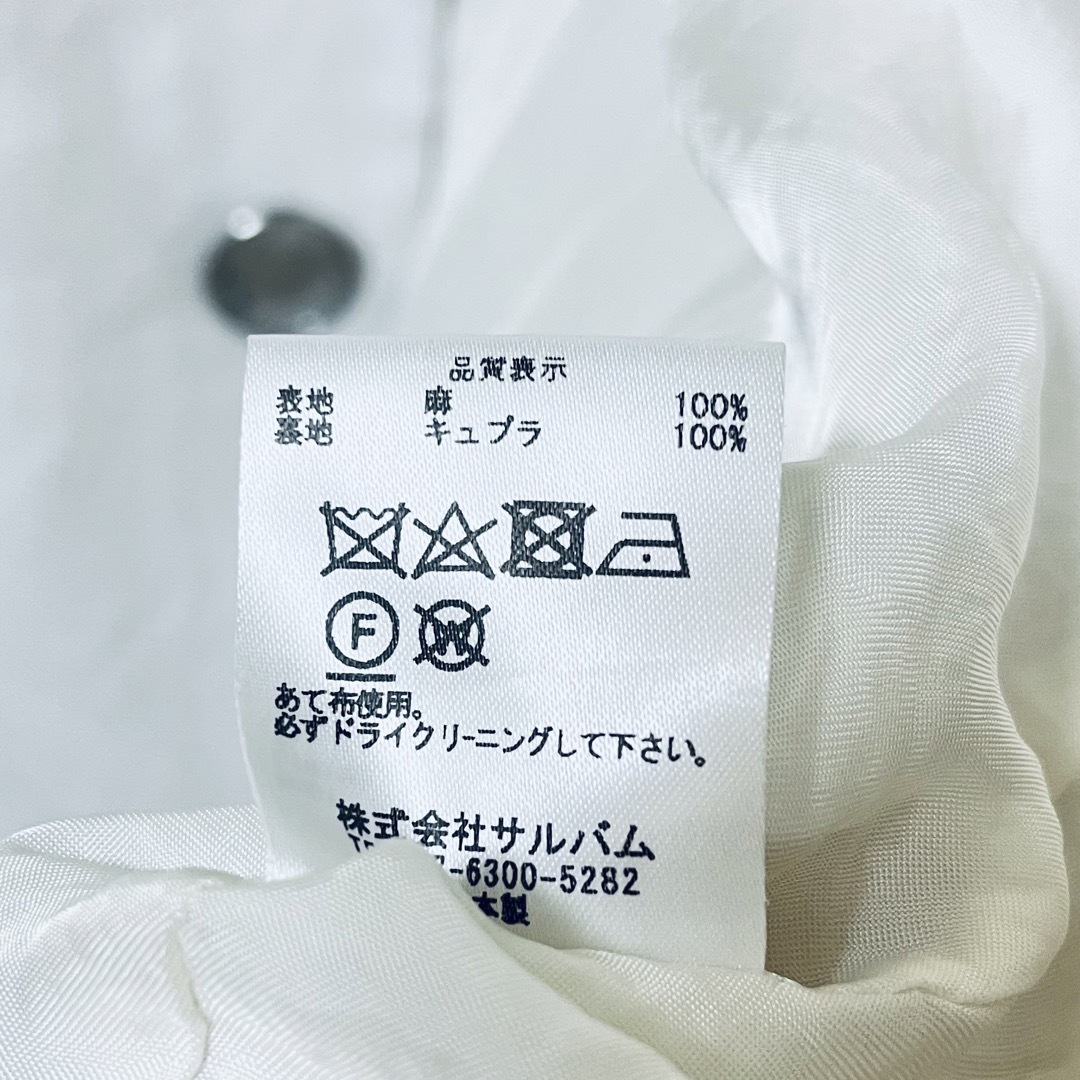 品質表示
表地 麻 100%
裏地 キュプラ 100%
F
W
あて布使用。
必ずドライクリーニングして下さい。
株式会社サルバム
-6300-5282
本製